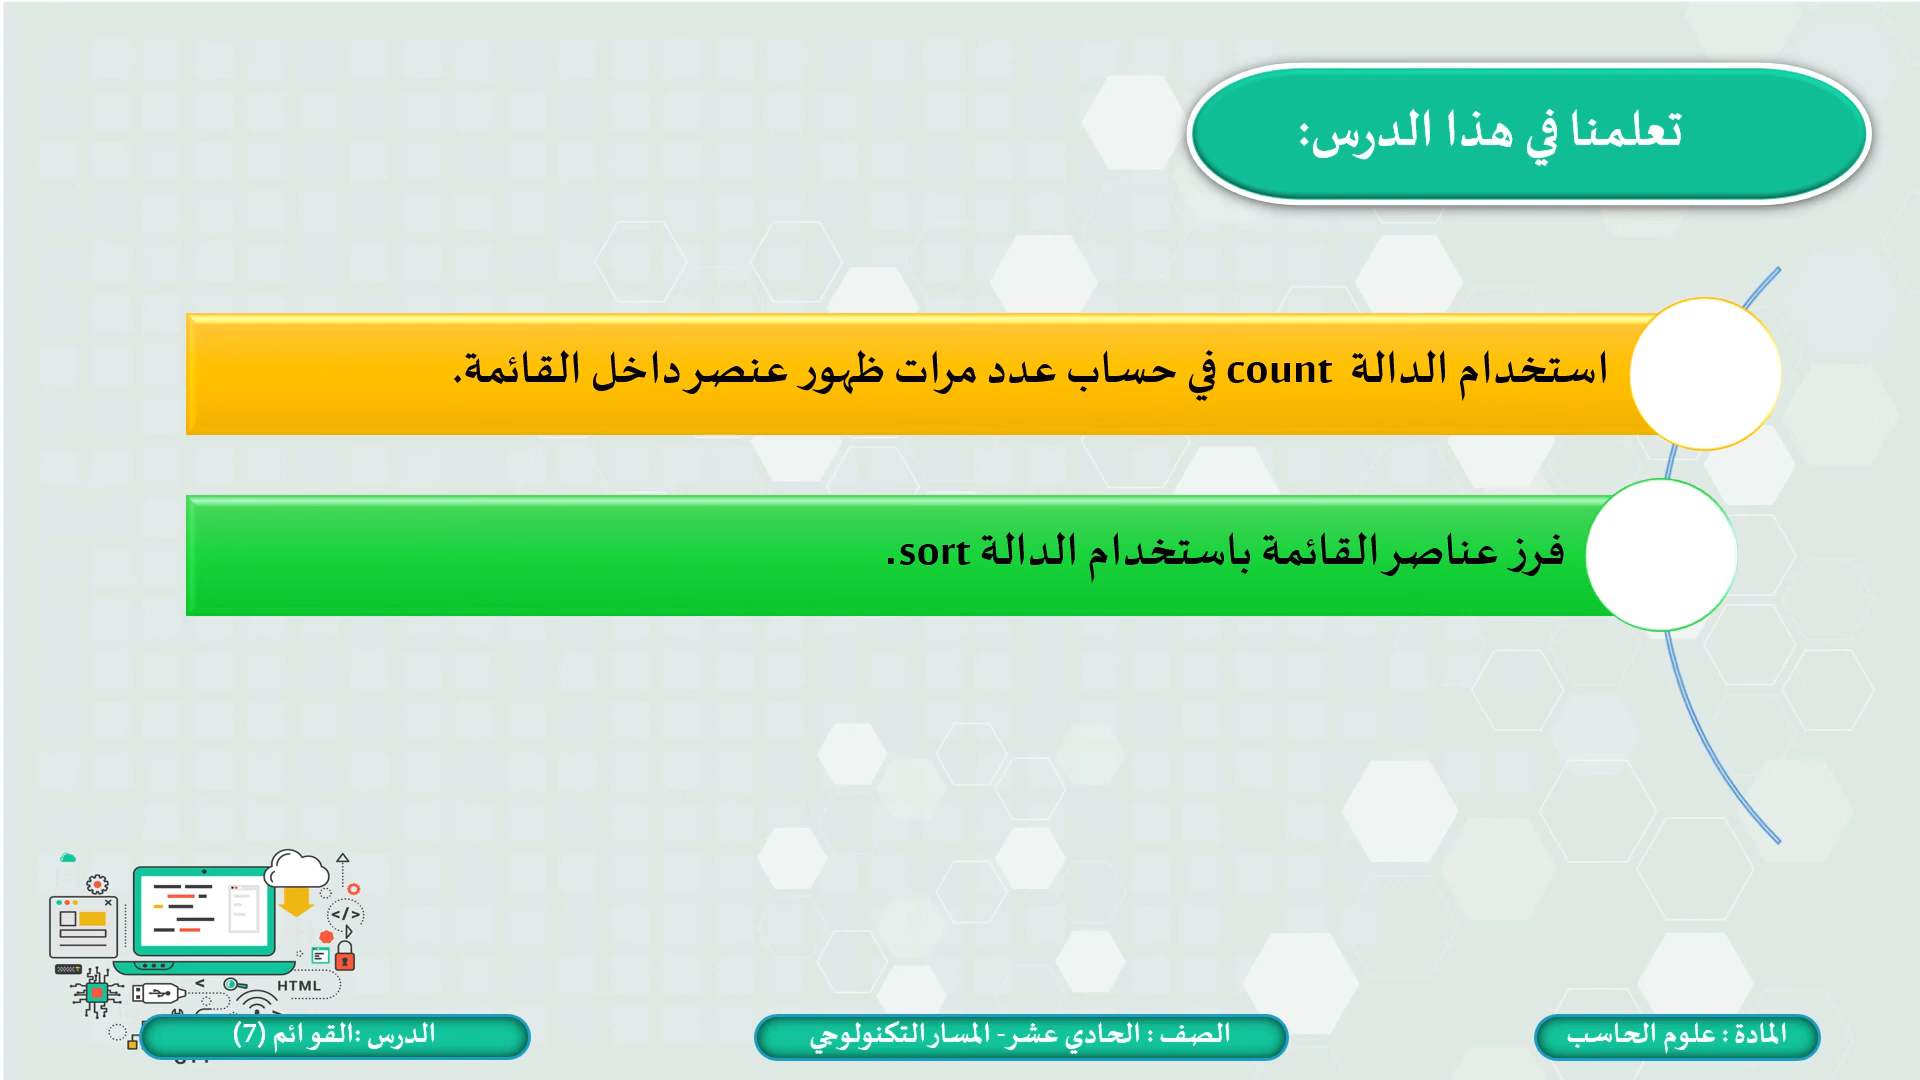 تعلمنا في هذا الدرس:
استخدام الدالة count في حساب عدد مرات ظهور عنصر داخل القائمة.
فرز عناصر القائمة باستخدام الدالة sort.
</>
HTML
المادة : علوم الحاسب
الصف : الحادي عشر- المسار التكنولوجي
الدرس :القوائم (7)